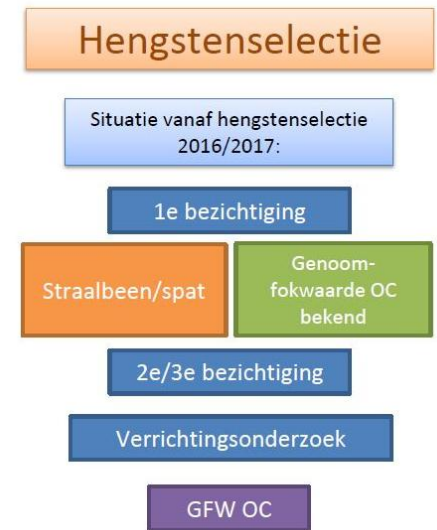 Hengstenselectie
Situatie vanaf hengstenselectie
2016/2017:
1e bezichtiging
Straalbeen/spat
Genoom-
fokwaarde OC
bekend
2e/3e bezichtiging
Verrichtingsonderzoek
GFW OC